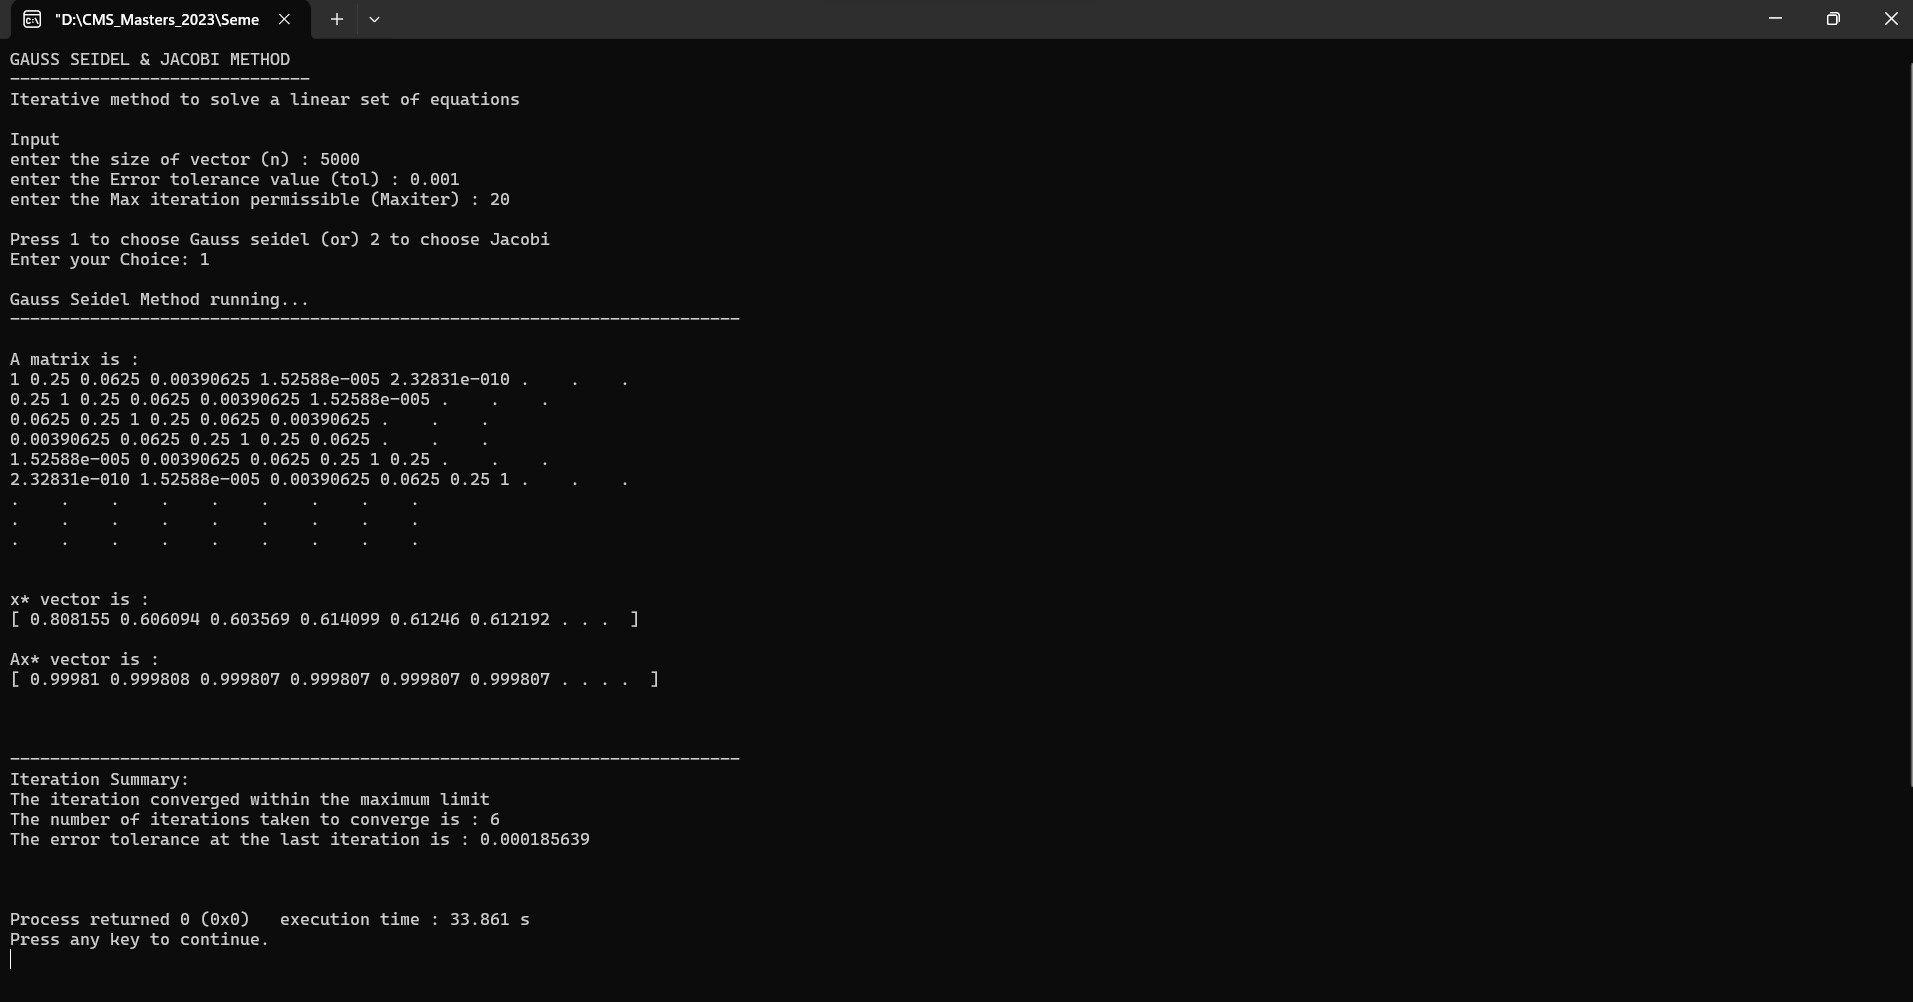 "D:\CMS_Masters_2023\Seme
GAUSS SEIDEL & JACOBI METHOD
------------------------------
Iterative method to solve a linear set of equations
Input
enter the size of vector (n) : 5000
enter the Error tolerance value (tol) : 0.001
enter the Max iteration permissible (Maxiter) : 20
Press 1 to choose Gauss seidel (or) 2 to choose Jacobi
Enter your Choice: 1
Gauss Seidel Method running...
-------------------------------------------------------------------------
A matrix is :
1 0.25 0.0625 0.00390625 1.52588e-005 2.32831e-010 .    .    .
0.25 1 0.25 0.0625 0.00390625 1.52588e-005 .    .    .
0.0625 0.25 1 0.25 0.0625 0.00390625 .    .    .
0.00390625 0.0625 0.25 1 0.25 0.0625 .    .    .
1.52588e-005 0.00390625 0.0625 0.25 1 0.25 .    .    .
2.32831e-010 1.52588e-005 0.00390625 0.0625 0.25 1 .    .    .
.    .    .    .    .    .    .    .    .
.    .    .    .    .    .    .    .    .
.    .    .    .    .    .    .    .    .
x* vector is :
[ 0.808155 0.606094 0.603569 0.614099 0.61246 0.612192 . . .  ]
Ax* vector is :
[ 0.99981 0.999808 0.999807 0.999807 0.999807 0.999807 . . . .  ]
-------------------------------------------------------------------------
Iteration Summary:
The iteration converged within the maximum limit
The number of iterations taken to converge is : 6
The error tolerance at the last iteration is : 0.000185639
Process returned 0 (0x0)   execution time : 33.861 s
Press any key to continue.